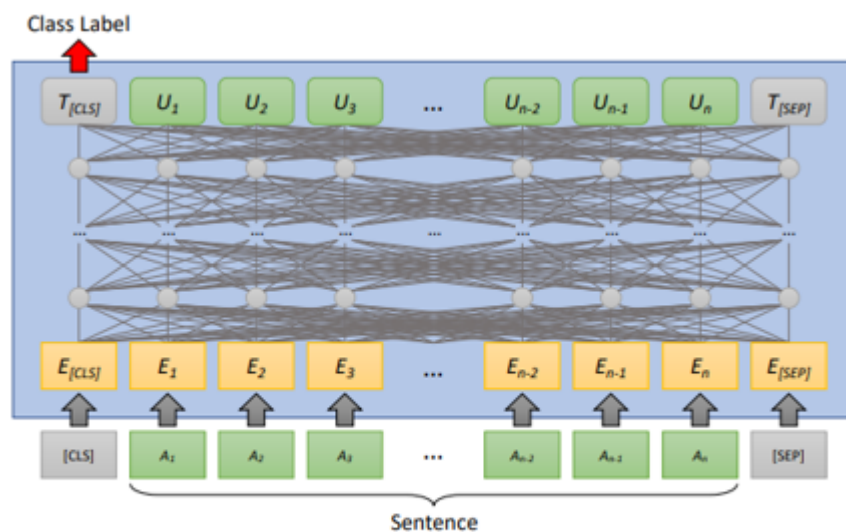 Class Label
T[CLS] U1 U2 U3 ... Un-2 Un-1 Un T[SEP]
... ... ... ... ... ... ... ... ...
E[CLS] E1 E2 E3 ... En-2 En-1 En E[SEP]
[CLS] A1 A2 A3 ... An-2 An-1 An [SEP]
Sentence